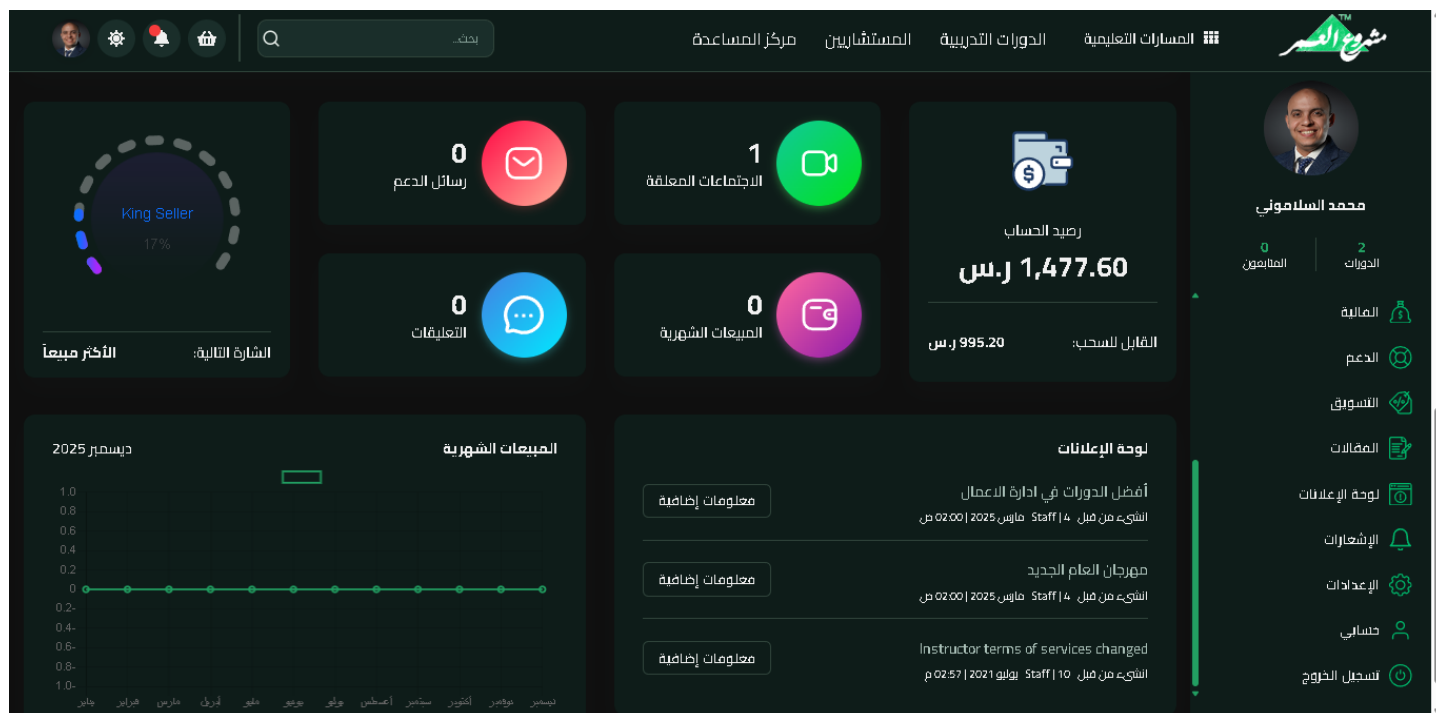 مشروع العمر TM
المسارات التعليمية
الدورات التدريبية
المستشاريين
مركز المساعدة
بحث..
محمد السلاموني
2
الدورات
0
المتابعون
المالية
الدعم
التسويق
المقالات
لوحة الإعلانات
الإشعارات
الإعدادات
حسابي
تسجيل الخروج
رصيد الحساب
1,477.60 ر.س
القابل للسحب:
995.20 ر.س
1
الاجتماعات المعلقة
0
المبيعات الشهرية
0
رسائل الدعم
0
التعليقات
King Seller
17%
الشارة التالية:
الأكثر مبيعاً
لوحة الإعلانات
أفضل الدورات في ادارة الاعمال
انشيء من قبل Staff | 4 مارس 2025 | 02:00 ص
معلومات إضافية
مهرجان العام الجديد
انشيء من قبل Staff | 4 مارس 2025 | 02:00 ص
معلومات إضافية
Instructor terms of services changed
انشيء من قبل Staff | 10 يوليو 2021 | 02:57 م
معلومات إضافية
المبيعات الشهرية
ديسمبر 2025
1.0
0.8
0.6
0.4
0.2
0
0.2-
0.4-
0.6-
0.8-
1.0-
يناير فبراير مارس أبريل مايو يونيو يوليو أغسطس سبتمبر أكتوبر نوفمبر ديسمبر